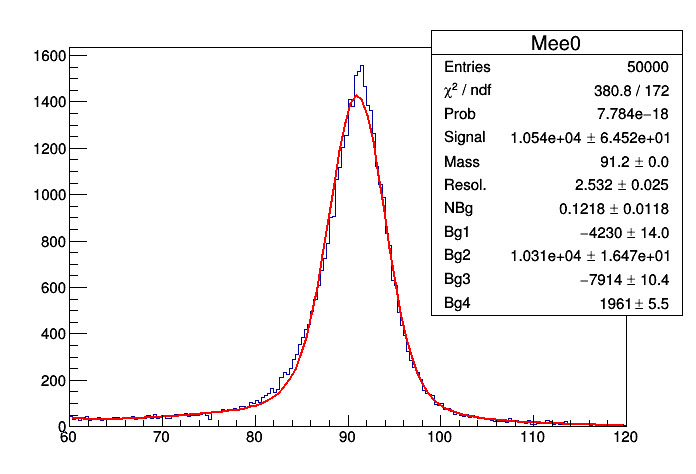 Mee0
Entries 50000
χ² / ndf 380.8 / 172
Prob 7.784e−18
Signal 1.054e+04 ± 6.452e+01
Mass 91.2 ± 0.0
Resol. 2.532 ± 0.025
NBg 0.1218 ± 0.0118
Bg1 −4230 ± 14.0
Bg2 1.031e+04 ± 1.647e+01
Bg3 −7914 ± 10.4
Bg4 1961 ± 5.5
1600
1400
1200
1000
800
600
400
200
0
60 70 80 90 100 110 120